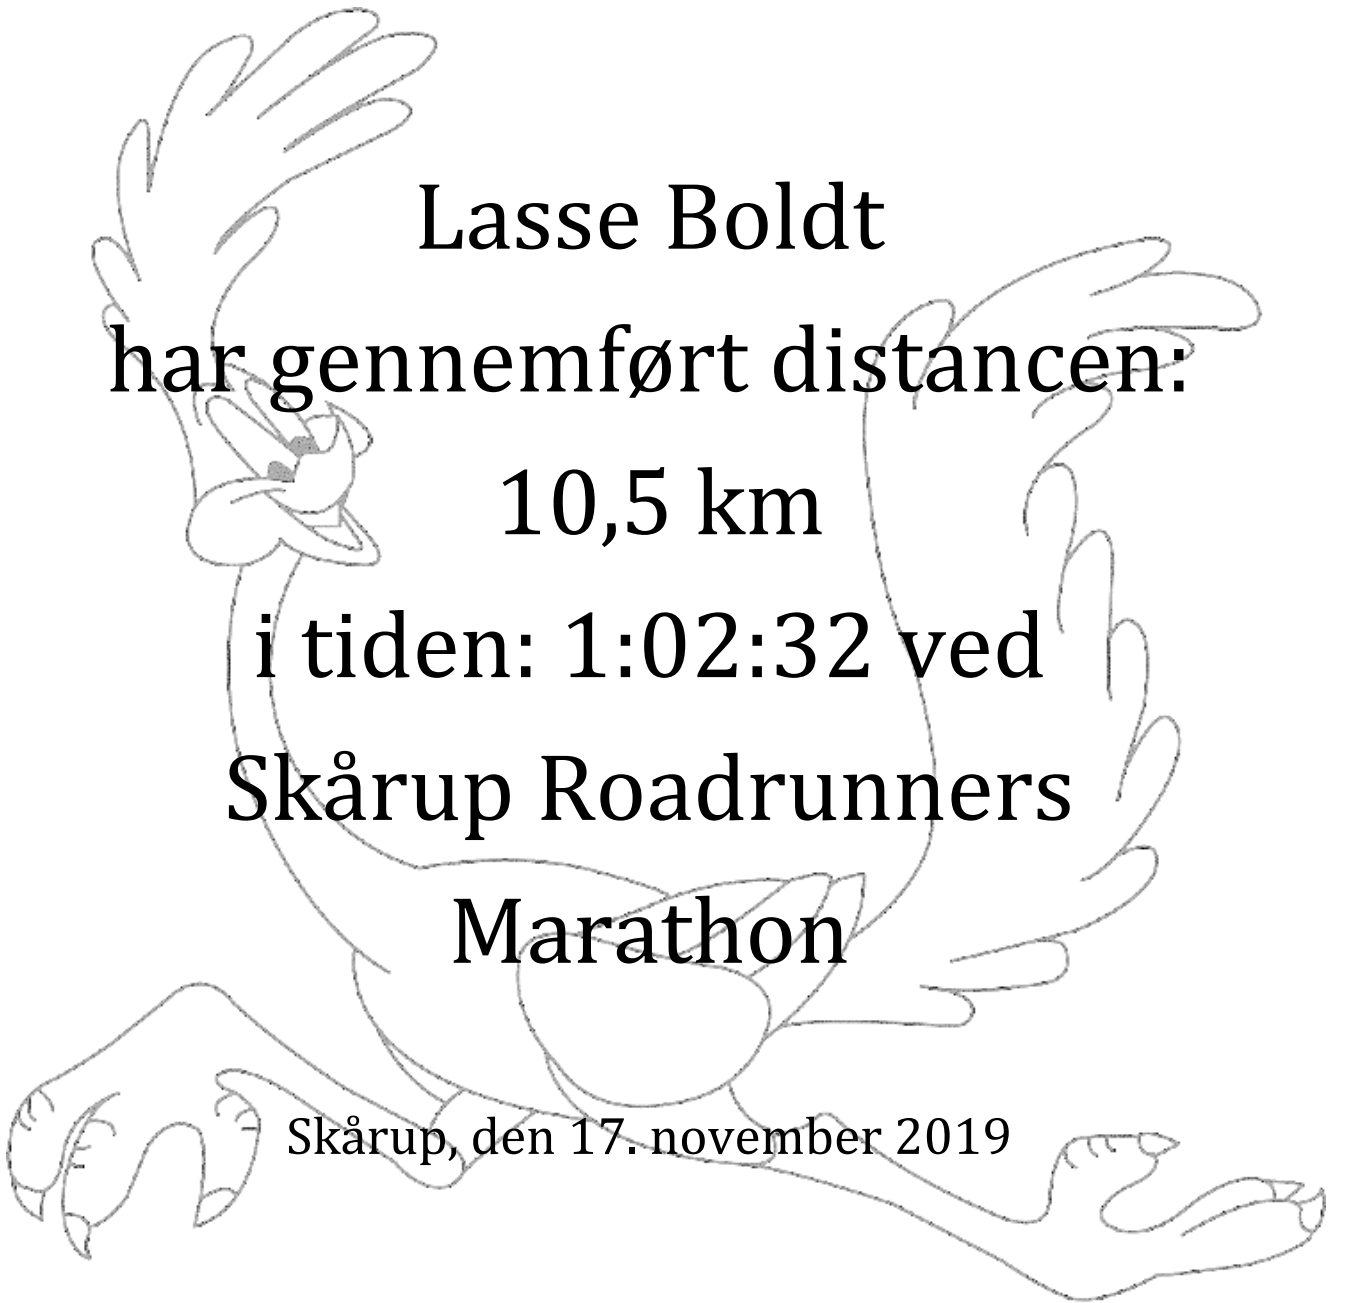 Lasse Boldt
har gennemført distancen:
10,5 km
i tiden: 1:02:32 ved
Skårup Roadrunners
Marathon
Skårup, den 17. november 2019